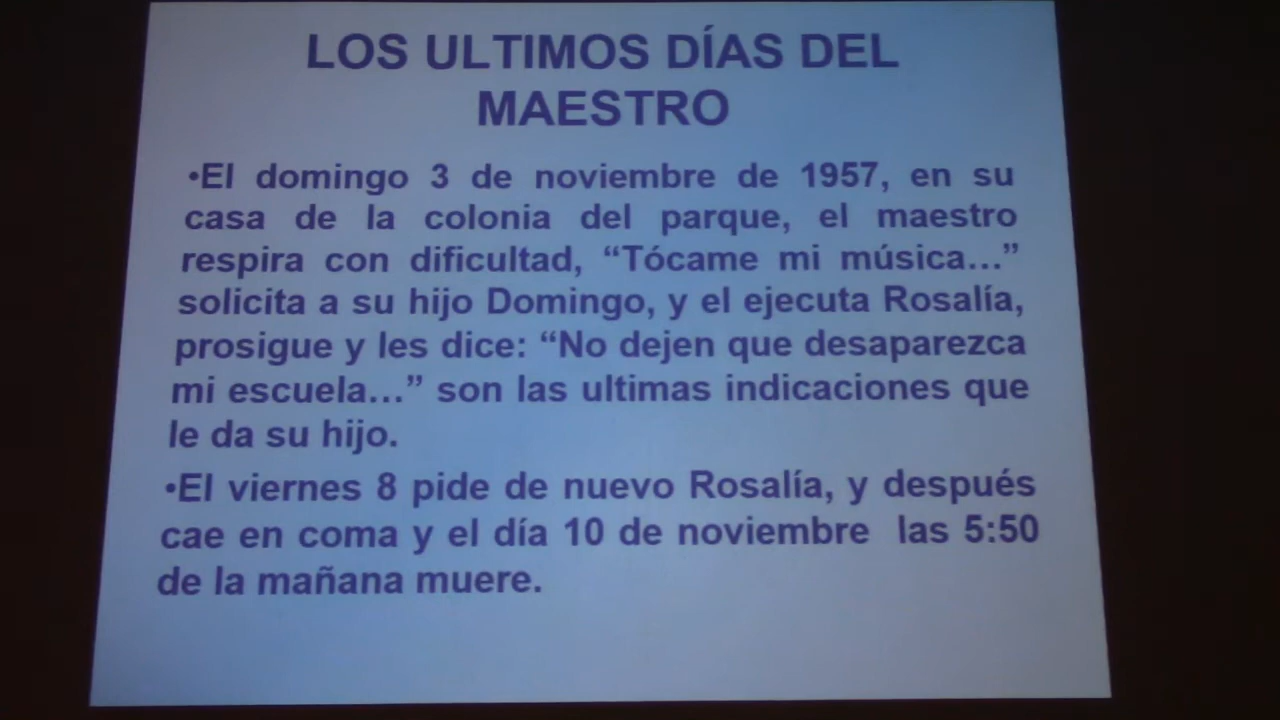 LOS ULTIMOS DÍAS DEL
MAESTRO
•El domingo 3 de noviembre de 1957, en su
casa de la colonia del parque, el maestro
respira con dificultad, “Tócame mi música...”
solicita a su hijo Domingo, y el ejecuta Rosalía,
prosigue y les dice: “No dejen que desaparezca
mi escuela...” son las ultimas indicaciones que
le da su hijo.
•El viernes 8 pide de nuevo Rosalía, y después
cae en coma y el día 10 de noviembre  las 5:50
de la mañana muere.